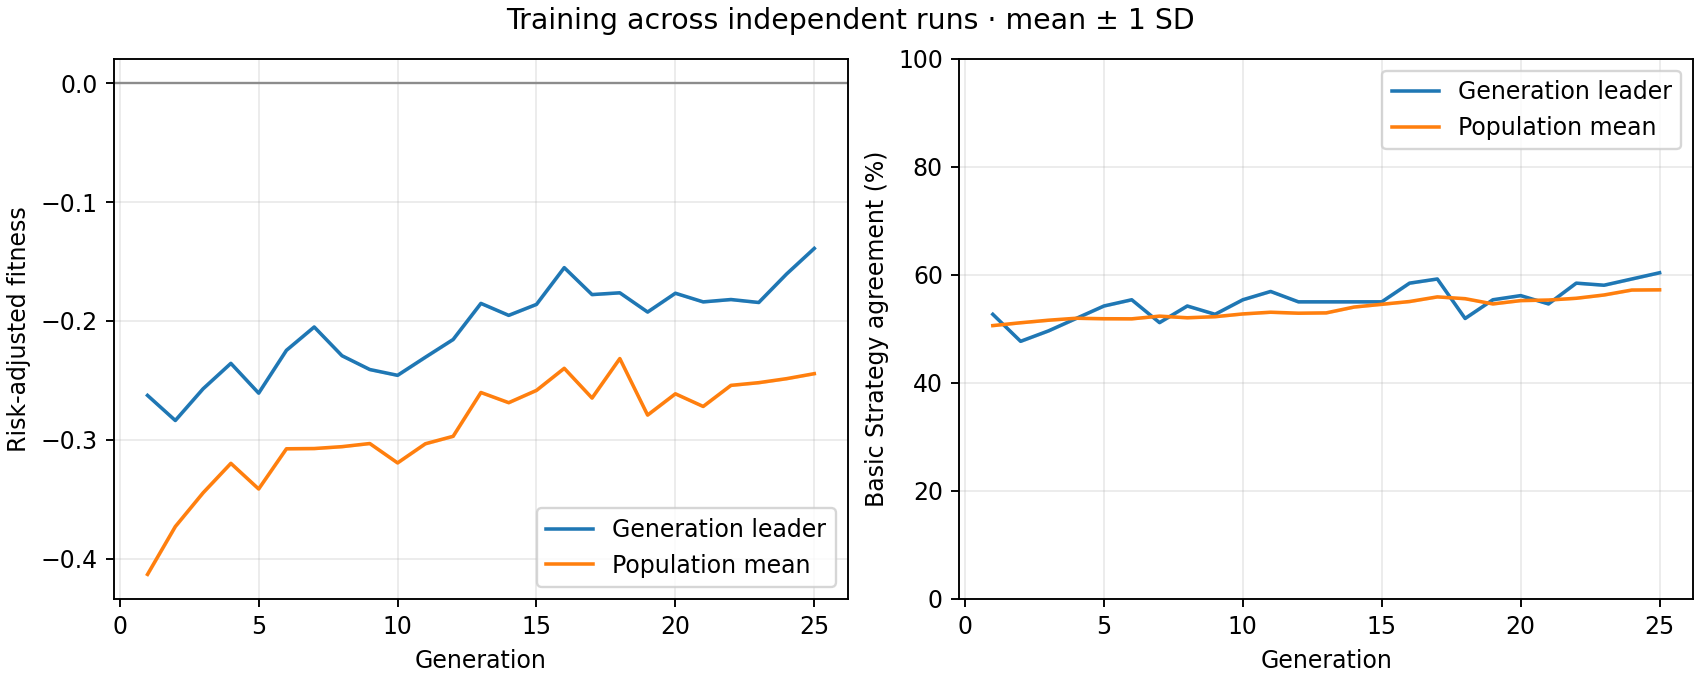 Training across independent runs · mean ± 1 SD
Risk-adjusted fitness
0.0
−0.1
−0.2
−0.3
−0.4
Generation leader
Population mean
0 5 10 15 20 25
Generation
Basic Strategy agreement (%)
100
80
60
40
20
0
Generation leader
Population mean
0 5 10 15 20 25
Generation